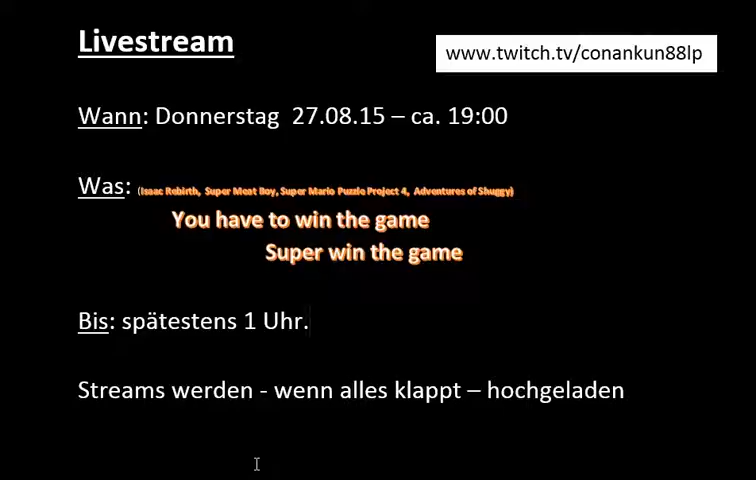 Livestream
www.twitch.tv/conankun88lp
Wann: Donnerstag 27.08.15 – ca. 19:00
Was: (Isaac Rebirth, Super Meat Boy, Super Mario Puzzle Project 4, Adventures of Shuggy)
You have to win the game
Super win the game
Bis: spätestens 1 Uhr.
Streams werden - wenn alles klappt – hochgeladen